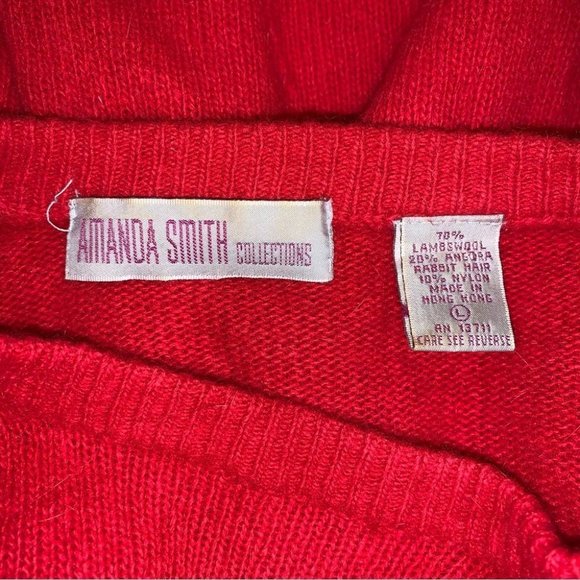 AMANDA SMITH COLLECTIONS
70%
LAMBSWOOL
20% ANGORA
RABBIT HAIR
10% NYLON
MADE IN
HONG KONG
L
RN 13711
CARE SEE REVERSE